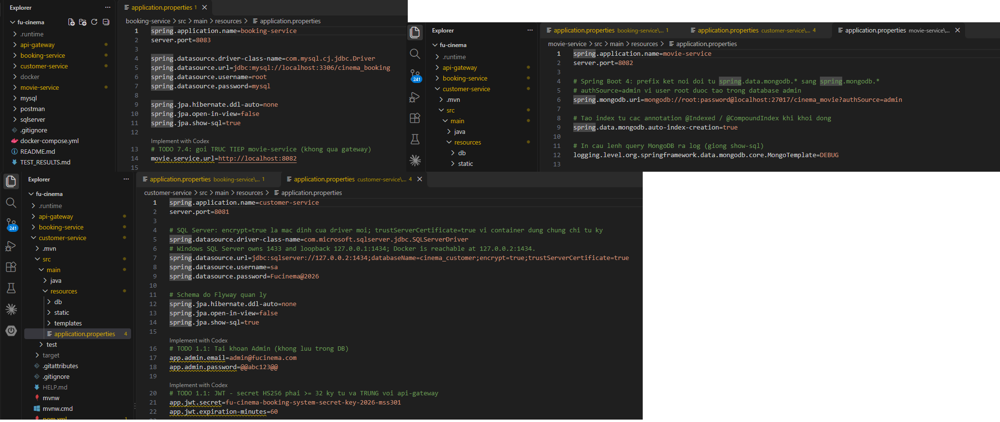 Explorer
fu-cinema
.runtime
api-gateway
booking-service
customer-service
docker
movie-service
mysql
postman
sqlserver
.gitignore
docker-compose.yml
README.md
TEST_RESULTS.md
application.properties 1
booking-service > src > main > resources > application.properties
1 spring.application.name=booking-service
2 server.port=8083
3
4 spring.datasource.driver-class-name=com.mysql.cj.jdbc.Driver
5 spring.datasource.url=jdbc:mysql://localhost:3306/cinema_booking
6 spring.datasource.username=root
7 spring.datasource.password=mysql
8
9 spring.jpa.hibernate.ddl-auto=none
10 spring.jpa.open-in-view=false
11 spring.jpa.show-sql=true
12
Implement with Codex
13 # TODO 7.4: goi TRUC TIEP movie-service (khong qua gateway)
14 movie.service.url=http://localhost:8082
15
241
Explorer
fu-cinema
.runtime
api-gateway
booking-service
customer-service
.mvn
src
main
java
resources
db
static
application.properties booking-service\... 1
application.properties customer-service\... 4
application.properties movie-service\...
movie-service > src > main > resources > application.properties
1 spring.application.name=movie-service
2 server.port=8082
3
4 # Spring Boot 4: prefix ket noi doi tu spring.data.mongodb.* sang spring.mongodb.*
5 # authSource=admin vi user root duoc tao trong database admin
6 spring.mongodb.uri=mongodb://root:password@localhost:27017/cinema_movie?authSource=admin
7
8 # Tao index tu cac annotation @Indexed / @CompoundIndex khi khoi dong
9 spring.data.mongodb.auto-index-creation=true
10
11 # In cau lenh query MongoDB ra log (giong show-sql)
12 logging.level.org.springframework.data.mongodb.core.MongoTemplate=DEBUG
13
241
Explorer
fu-cinema
.runtime
api-gateway
booking-service
customer-service
.mvn
src
main
java
resources
db
static
templates
application.properties 4
test
target
.gitattributes
.gitignore
HELP.md
mvnw
mvnw.cmd
pom.xml 1
application.properties booking-service\... 1
application.properties customer-service\... 4
customer-service > src > main > resources > application.properties
1 spring.application.name=customer-service
2 server.port=8081
3
4 # SQL Server: encrypt=true la mac dinh cua driver moi; trustServerCertificate=true vi container dung chung chi tu ky
5 spring.datasource.driver-class-name=com.microsoft.sqlserver.jdbc.SQLServerDriver
6 # Windows SQL Server owns 1433 and loopback 127.0.0.1:1434; Docker is reachable at 127.0.0.2:1434.
7 spring.datasource.url=jdbc:sqlserver://127.0.0.2:1434;databaseName=cinema_customer;encrypt=true;trustServerCertificate=true
8 spring.datasource.username=sa
9 spring.datasource.password=Fucinema@2026
10
11 # Schema do Flyway quan ly
12 spring.jpa.hibernate.ddl-auto=none
13 spring.jpa.open-in-view=false
14 spring.jpa.show-sql=true
15
Implement with Codex
16 # TODO 1.1: Tai khoan Admin (khong luu trong DB)
17 app.admin.email=admin@fucinema.com
18 app.admin.password=@@abc123@@
19
Implement with Codex
20 # TODO 1.1: JWT - secret HS256 phai >= 32 ky tu va TRUNG voi api-gateway
21 app.jwt.secret=fu-cinema-booking-system-secret-key-2026-mss301
22 app.jwt.expiration-minutes=60